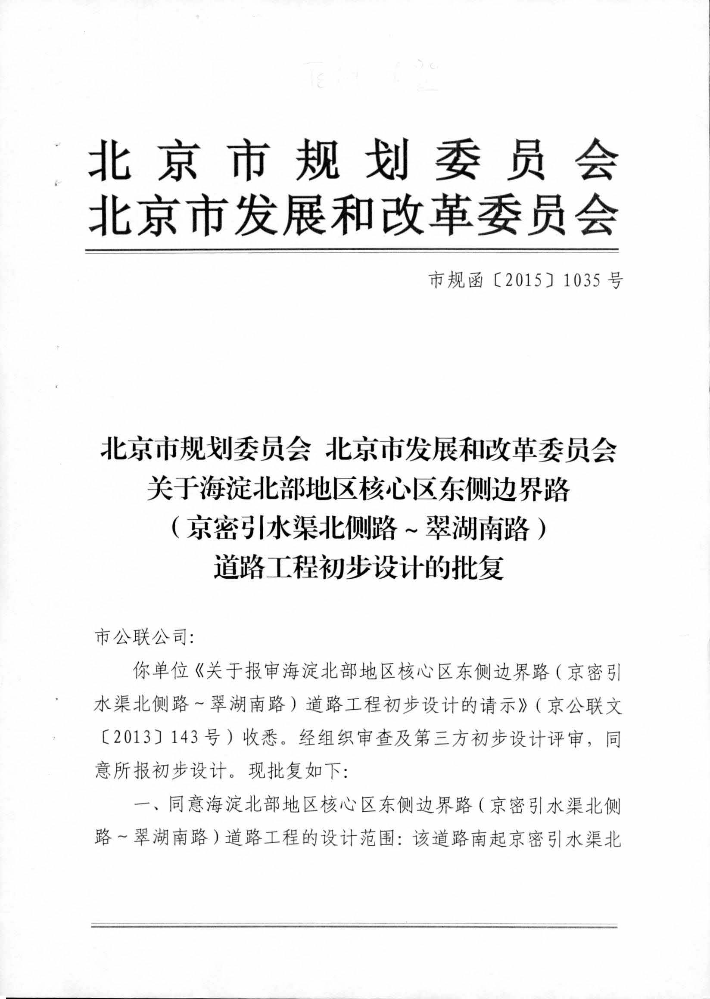 北京市规划委员会
北京市发展和改革委员会
市规函〔2015〕1035号
北京市规划委员会 北京市发展和改革委员会
关于海淀北部地区核心区东侧边界路
（京密引水渠北侧路~翠湖南路）
道路工程初步设计的批复
市公联公司:
你单位《关于报审海淀北部地区核心区东侧边界路（京密引
水渠北侧路~翠湖南路）道路工程初步设计的请示》（京公联文
〔2013〕143号）收悉。经组织审查及第三方初步设计评审，同
意所报初步设计。现批复如下:
一、同意海淀北部地区核心区东侧边界路（京密引水渠北侧
路~翠湖南路）道路工程的设计范围: 该道路南起京密引水渠北